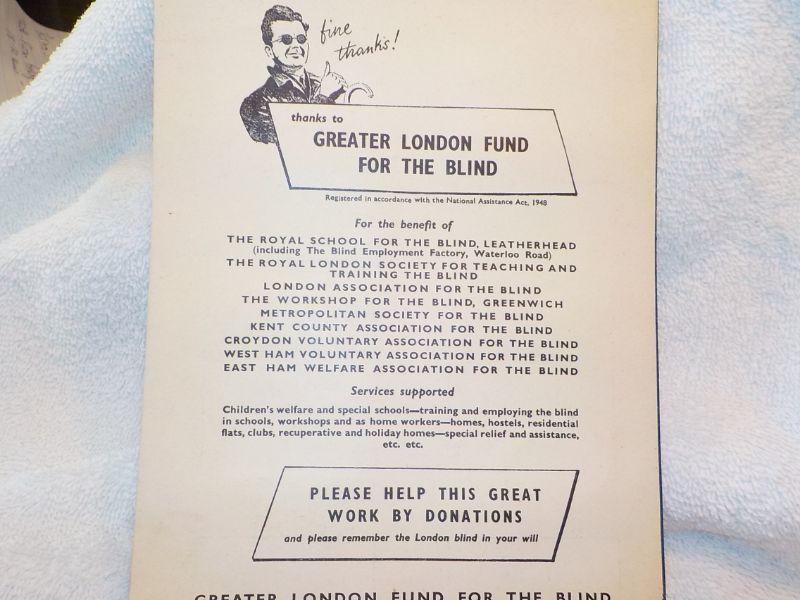 fine
thanks!
thanks to
GREATER LONDON FUND
FOR THE BLIND
Registered in accordance with the National Assistance Act, 1948
For the benefit of
THE ROYAL SCHOOL FOR THE BLIND, LEATHERHEAD
(including The Blind Employment Factory, Waterloo Road)
THE ROYAL LONDON SOCIETY FOR TEACHING AND
TRAINING THE BLIND
LONDON ASSOCIATION FOR THE BLIND
THE WORKSHOP FOR THE BLIND, GREENWICH
METROPOLITAN SOCIETY FOR THE BLIND
KENT COUNTY ASSOCIATION FOR THE BLIND
CROYDON VOLUNTARY ASSOCIATION FOR THE BLIND
WEST HAM VOLUNTARY ASSOCIATION FOR THE BLIND
EAST HAM WELFARE ASSOCIATION FOR THE BLIND
Services supported
Children's welfare and special schools—training and employing the blind
in schools, workshops and as home workers—homes, hostels, residential
flats, clubs, recuperative and holiday homes—special relief and assistance,
etc. etc.
PLEASE HELP THIS GREAT
WORK BY DONATIONS
and please remember the London blind in your will
GREATER LONDON FUND FOR THE BLIND